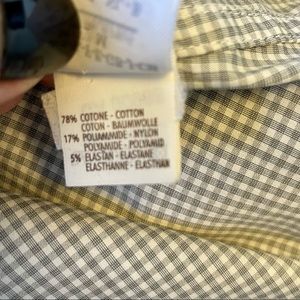 78% COTONE - COTTON
COTON - BAUMWOLLE
17% POLIAMMIDE - NYLON
POLYAMIDE - POLYAMID
5% ELASTAN - ELASTANE
ELASTHANNE - ELASTHAN